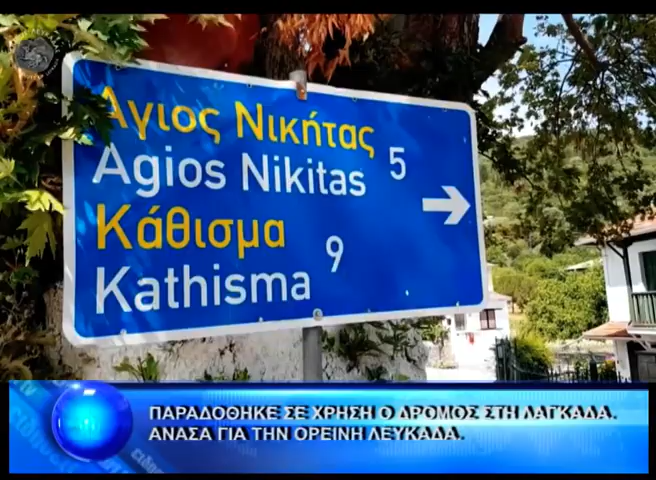 Άγιος Νικήτας
Agios Nikitas 5
Κάθισμα
Kathisma 9
ΠΑΡΑΔΟΘΗΚΕ ΣΕ ΧΡΗΣΗ Ο ΔΡΟΜΟΣ ΣΤΗ ΛΑΓΚΑΔΑ.
ΑΝΑΣΑ ΓΙΑ ΤΗΝ ΟΡΕΙΝΗ ΛΕΥΚΑΔΑ.